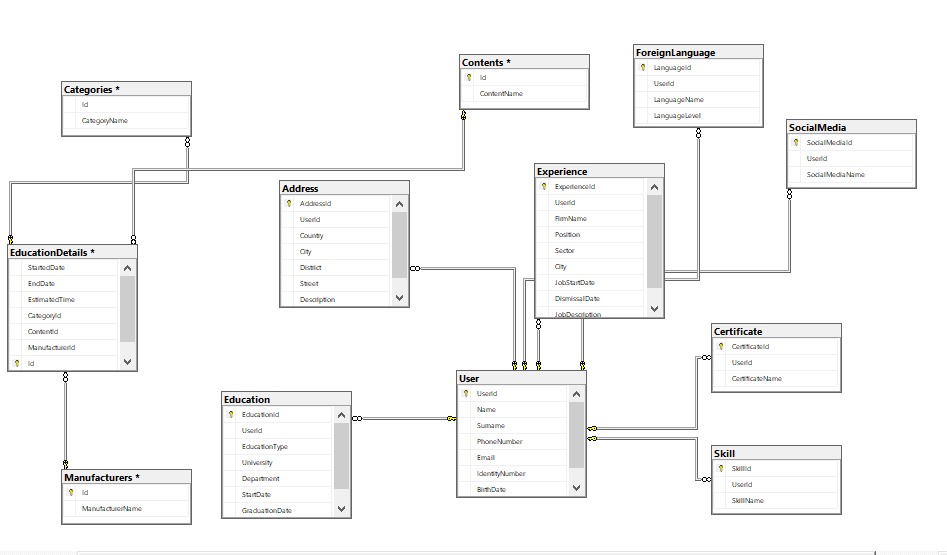 Categories *
Id
CategoryName
Contents *
Id
ContentName
ForeignLanguage
LanguageId
UserId
LanguageName
LanguageLevel
SocialMedia
SocialMediaId
UserId
SocialMediaName
Experience
ExperienceId
UserId
FirmName
Position
Sector
City
JobStartDate
DismissalDate
JobDescription
Address
AddressId
UserId
Country
City
District
Street
Description
EducationDetails *
StartedDate
EndDate
EstimatedTime
CategoryId
ContentId
ManufacturerId
Id
Certificate
CertificateId
UserId
CertificateName
User
UserId
Name
Surname
PhoneNumber
Email
IdentityNumber
BirthDate
Education
EducationId
UserId
EducationType
University
Department
StartDate
GraduationDate
Skill
SkillId
UserId
SkillName
Manufacturers *
Id
ManufacturerName